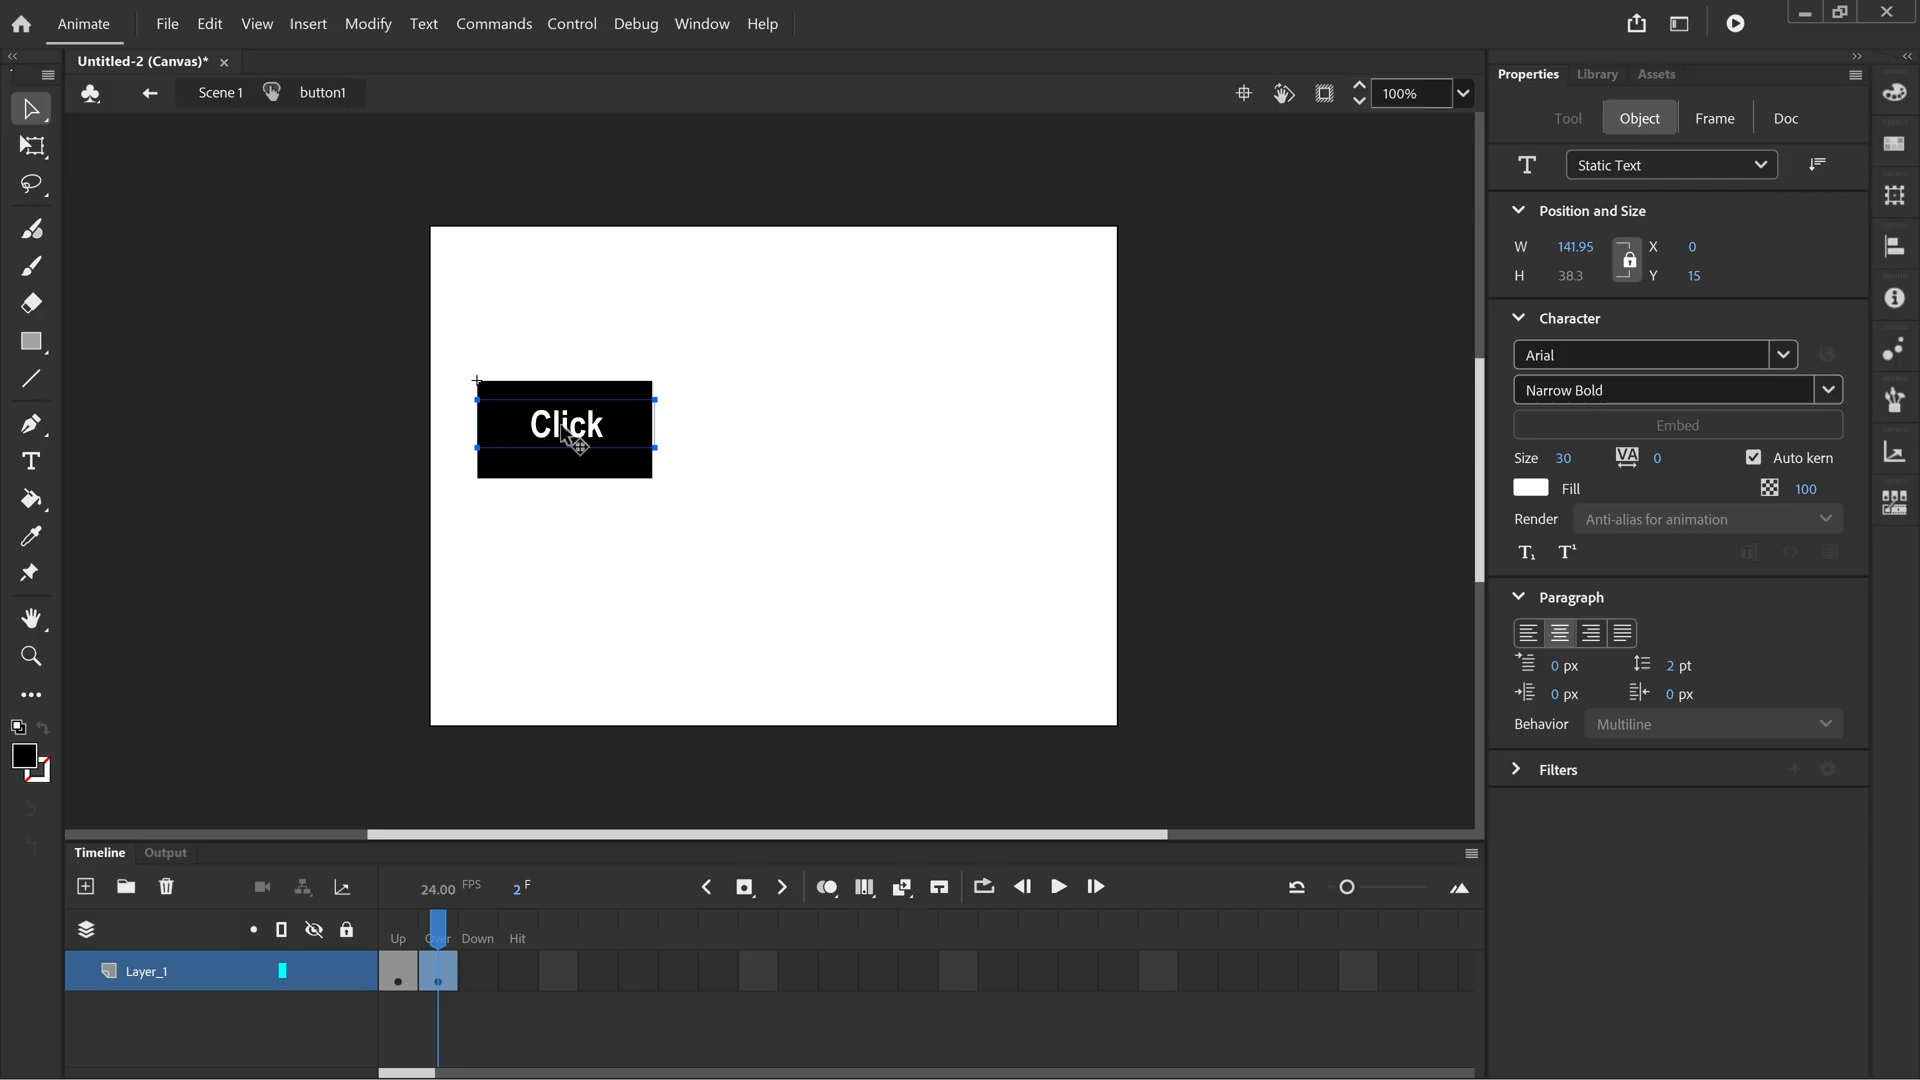 Animate File Edit View Insert Modify Text Commands Control Debug Window Help
Untitled-2 (Canvas)*
Scene 1 button1 100%
Click
Properties Library Assets
Tool Object Frame Doc
T Static Text
Position and Size
W 141.95 X 0
H 38.3 Y 15
Character
Arial
Narrow Bold
Embed
Size 30 VA 0 Auto kern
Fill 100
Render Anti-alias for animation
T₁ T¹
Paragraph
0 px 2 pt
0 px 0 px
Behavior Multiline
Filters
Timeline Output
24.00 FPS 2 F
Up Over Down Hit
Layer_1